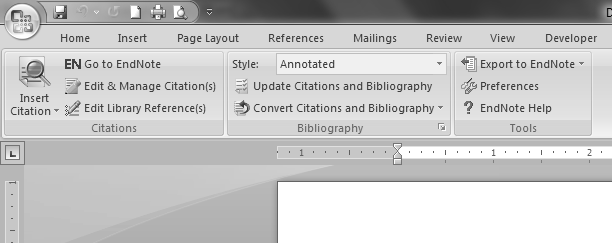 D
Home Insert Page Layout References Mailings Review View Developer
EN Go to EndNote
Edit & Manage Citation(s)
Edit Library Reference(s)
Insert
Citation
Citations
Style: Annotated
Update Citations and Bibliography
Convert Citations and Bibliography
Bibliography
Export to EndNote
Preferences
? EndNote Help
Tools
L
1 1 2
1